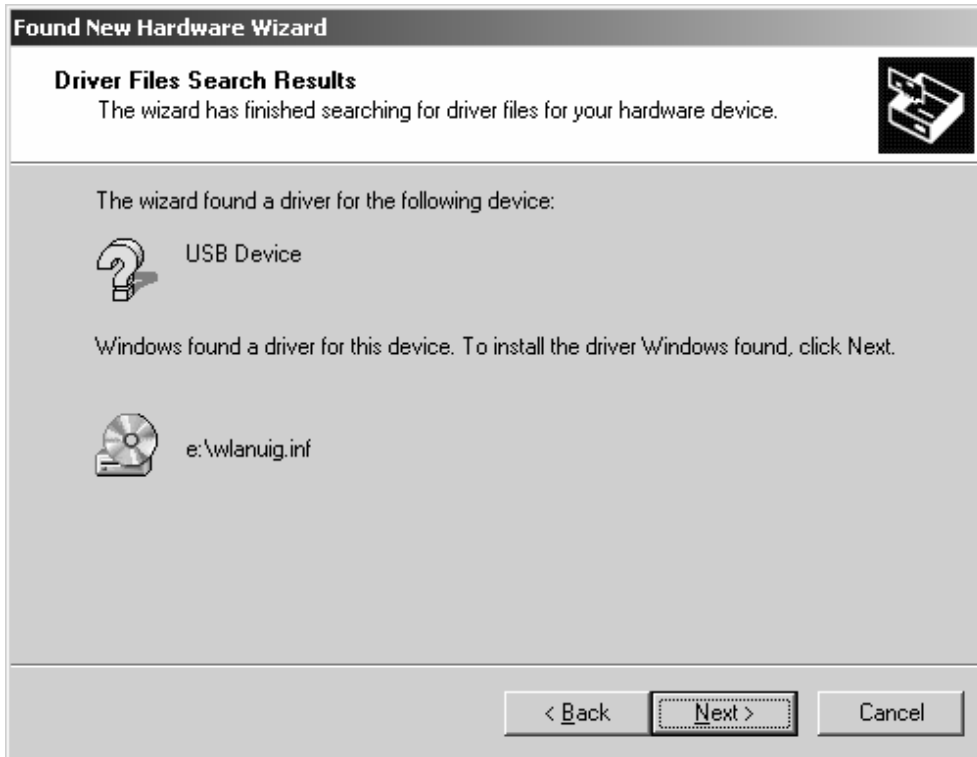 Found New Hardware Wizard
Driver Files Search Results
The wizard has finished searching for driver files for your hardware device.
The wizard found a driver for the following device:
USB Device
Windows found a driver for this device. To install the driver Windows found, click Next.
e:\wlanuig.inf
< Back Next > Cancel